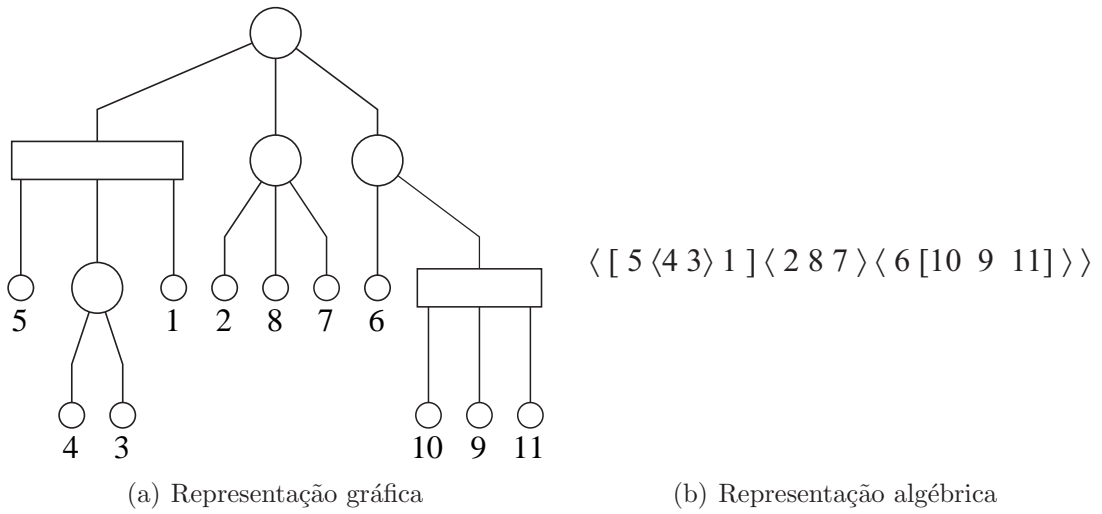 ⟨ [ 5 ⟨4 3⟩ 1 ] ⟨ 2 8 7 ⟩ ⟨ 6 [10 9 11] ⟩ ⟩
5 1 2 8 7 6
4 3 10 9 11
(a) Representação gráfica (b) Representação algébrica